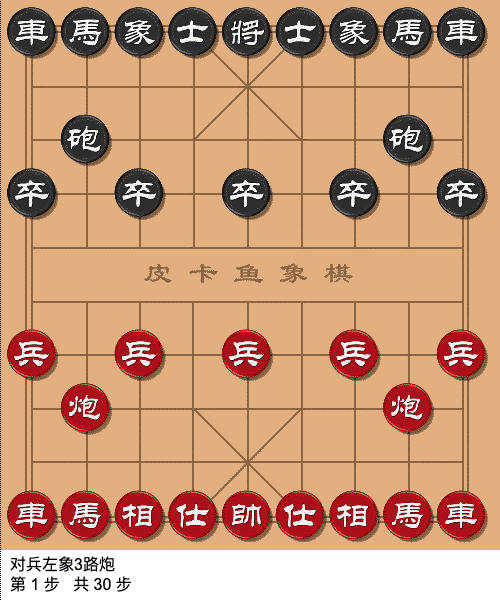 車馬象士將士象馬車
砲砲
卒卒卒卒卒
皮卡鱼象棋
兵兵兵兵兵
炮炮
車馬相仕帥仕相馬車
对兵左象3路炮
第1步 共30步